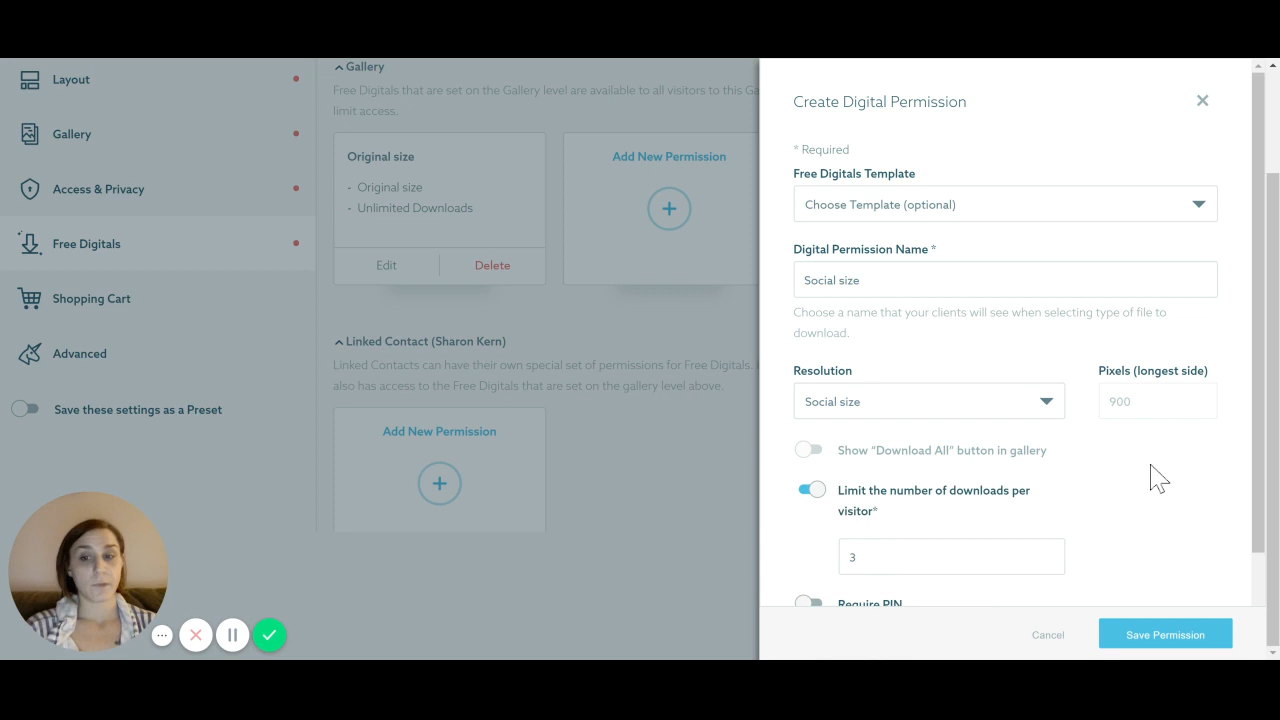 Layout
Gallery
Access & Privacy
Free Digitals
Shopping Cart
Advanced
Save these settings as a Preset
Gallery
Free Digitals that are set on the Gallery level are available to all visitors to this Ga
limit access.
Original size
- Original size
- Unlimited Downloads
Edit
Delete
Add New Permission
Linked Contact (Sharon Kern)
Linked Contacts can have their own special set of permissions for Free Digitals.
also has access to the Free Digitals that are set on the gallery level above.
Add New Permission
Create Digital Permission
* Required
Free Digitals Template
Choose Template (optional)
Digital Permission Name *
Social size
Choose a name that your clients will see when selecting type of file to
download.
Resolution
Pixels (longest side)
Social size
900
Show "Download All" button in gallery
Limit the number of downloads per
visitor*
3
Require PIN
Cancel
Save Permission